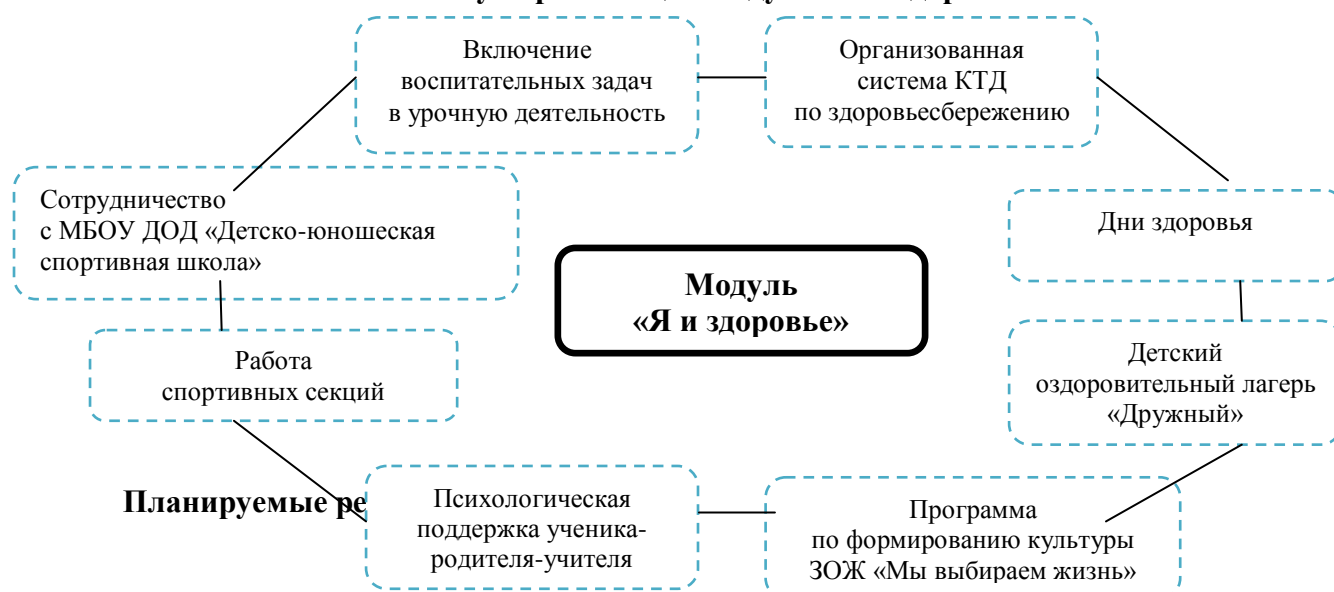 Включение
воспитательных задач
в урочную деятельность
Организованная
система КТД
по здоровьесбережению
Сотрудничество
с МБОУ ДОД «Детско-юношеская
спортивная школа»
Дни здоровья
Модуль
«Я и здоровье»
Работа
спортивных секций
Детский
оздоровительный лагерь
«Дружный»
Планируемые ре
Психологическая
поддержка ученика-
родителя-учителя
Программа
по формированию культуры
ЗОЖ «Мы выбираем жизнь»